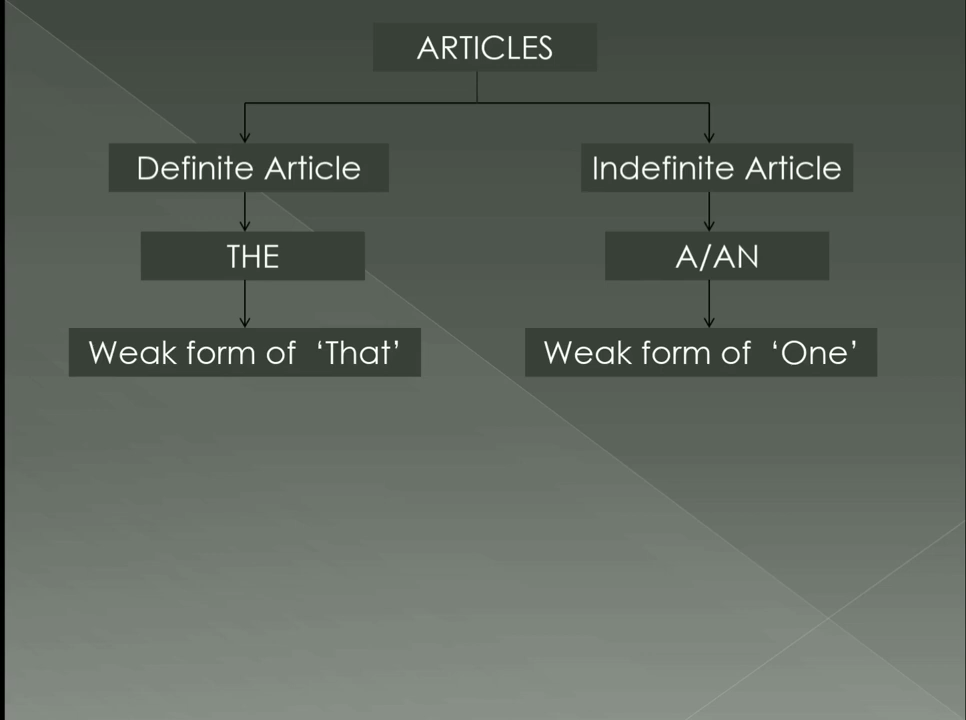 ARTICLES
Definite Article
Indefinite Article
THE
A/AN
Weak form of ‘That’
Weak form of ‘One’